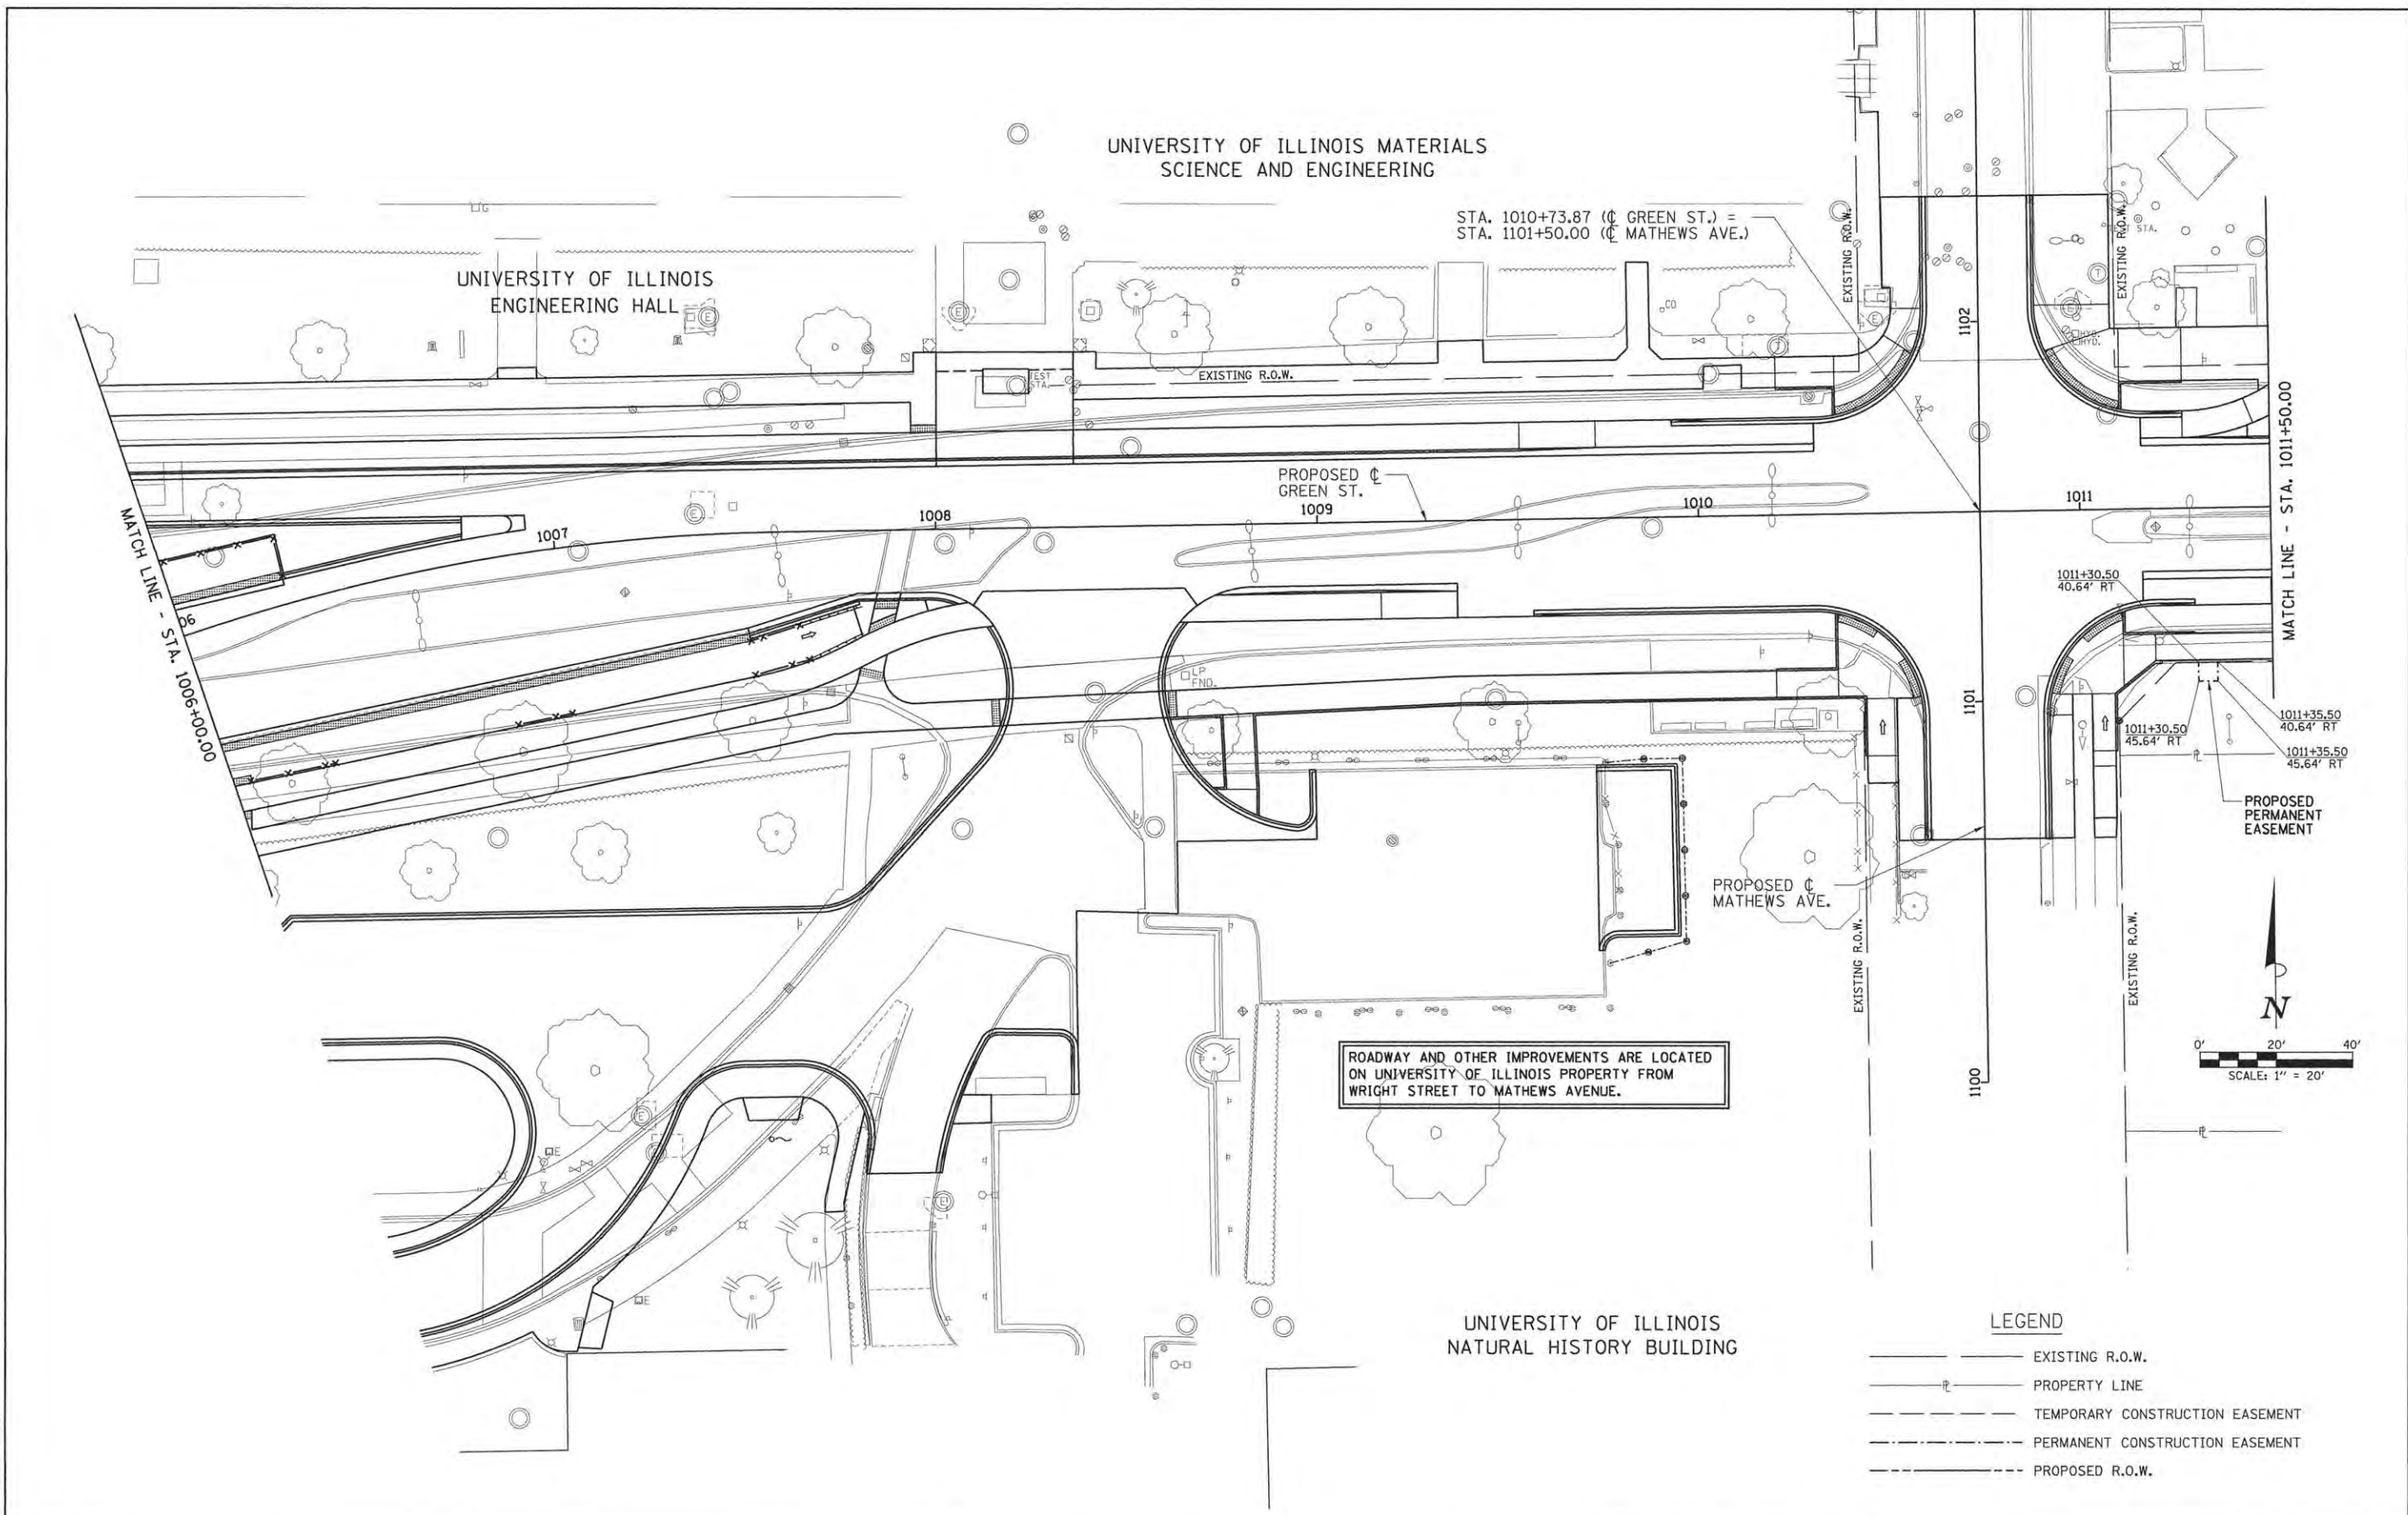 UNIVERSITY OF ILLINOIS MATERIALS
SCIENCE AND ENGINEERING
STA. 1010+73.87 (℄ GREEN ST.) =
STA. 1101+50.00 (℄ MATHEWS AVE.)
EXISTING R.O.W.
EXISTING R.O.W.
TEST STA.
G
UNIVERSITY OF ILLINOIS
ENGINEERING HALL
E
E
CO
T
E
T
E
HYD.
HYD.
1102
TEST
STA.
EXISTING R.O.W.
T
MATCH LINE - STA. 1006+00.00
06
E
1007
1008
PROPOSED ℄
GREEN ST.
1009
1010
1011
MATCH LINE - STA. 1011+50.00
1011+30.50
40.64' RT
LP
FND.
1101
1011+30.50
45.64' RT
1011+35.50
40.64' RT
1011+35.50
45.64' RT
℄
PROPOSED
PERMANENT
EASEMENT
PROPOSED ℄
MATHEWS AVE.
EXISTING R.O.W.
EXISTING R.O.W.
N
0' 20' 40'
SCALE: 1" = 20'
1100
ROADWAY AND OTHER IMPROVEMENTS ARE LOCATED
ON UNIVERSITY OF ILLINOIS PROPERTY FROM
WRIGHT STREET TO MATHEWS AVENUE.
E
E
E
E
UNIVERSITY OF ILLINOIS
NATURAL HISTORY BUILDING
LEGEND
EXISTING R.O.W.
PROPERTY LINE
TEMPORARY CONSTRUCTION EASEMENT
PERMANENT CONSTRUCTION EASEMENT
PROPOSED R.O.W.